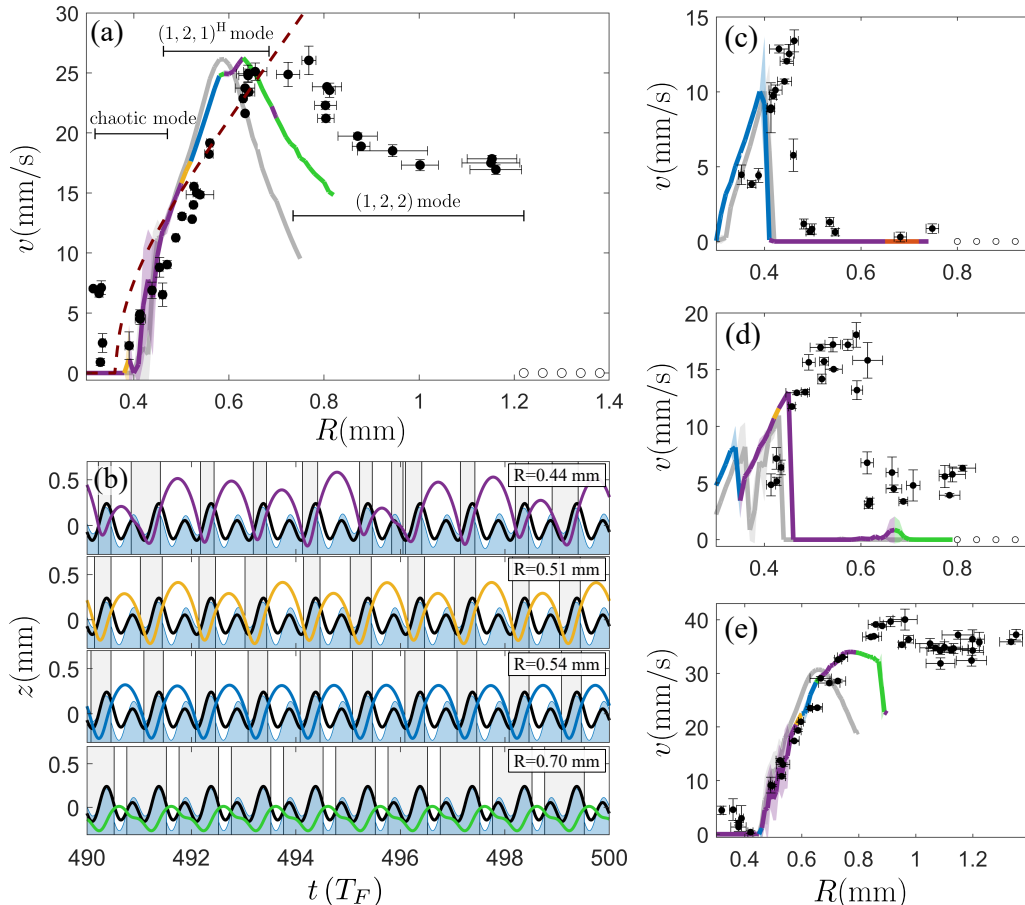 (a)
(1, 2, 1)ᴴ mode
chaotic mode
(1, 2, 2) mode
v(mm/s)
30
25
20
15
10
5
0
0.4 0.6 0.8 1 1.2 1.4
R(mm)
(b)
R=0.44 mm
R=0.51 mm
R=0.54 mm
R=0.70 mm
z(mm)
0.5
0
0.5
0
0.5
0
0.5
0
490 492 494 496 498 500
t (T_F)
(c)
v(mm/s)
15
10
5
0
0.4 0.6 0.8
(d)
v(mm/s)
20
15
10
5
0
0.4 0.6 0.8
(e)
v(mm/s)
40
30
20
10
0
0.4 0.6 0.8 1 1.2
R(mm)